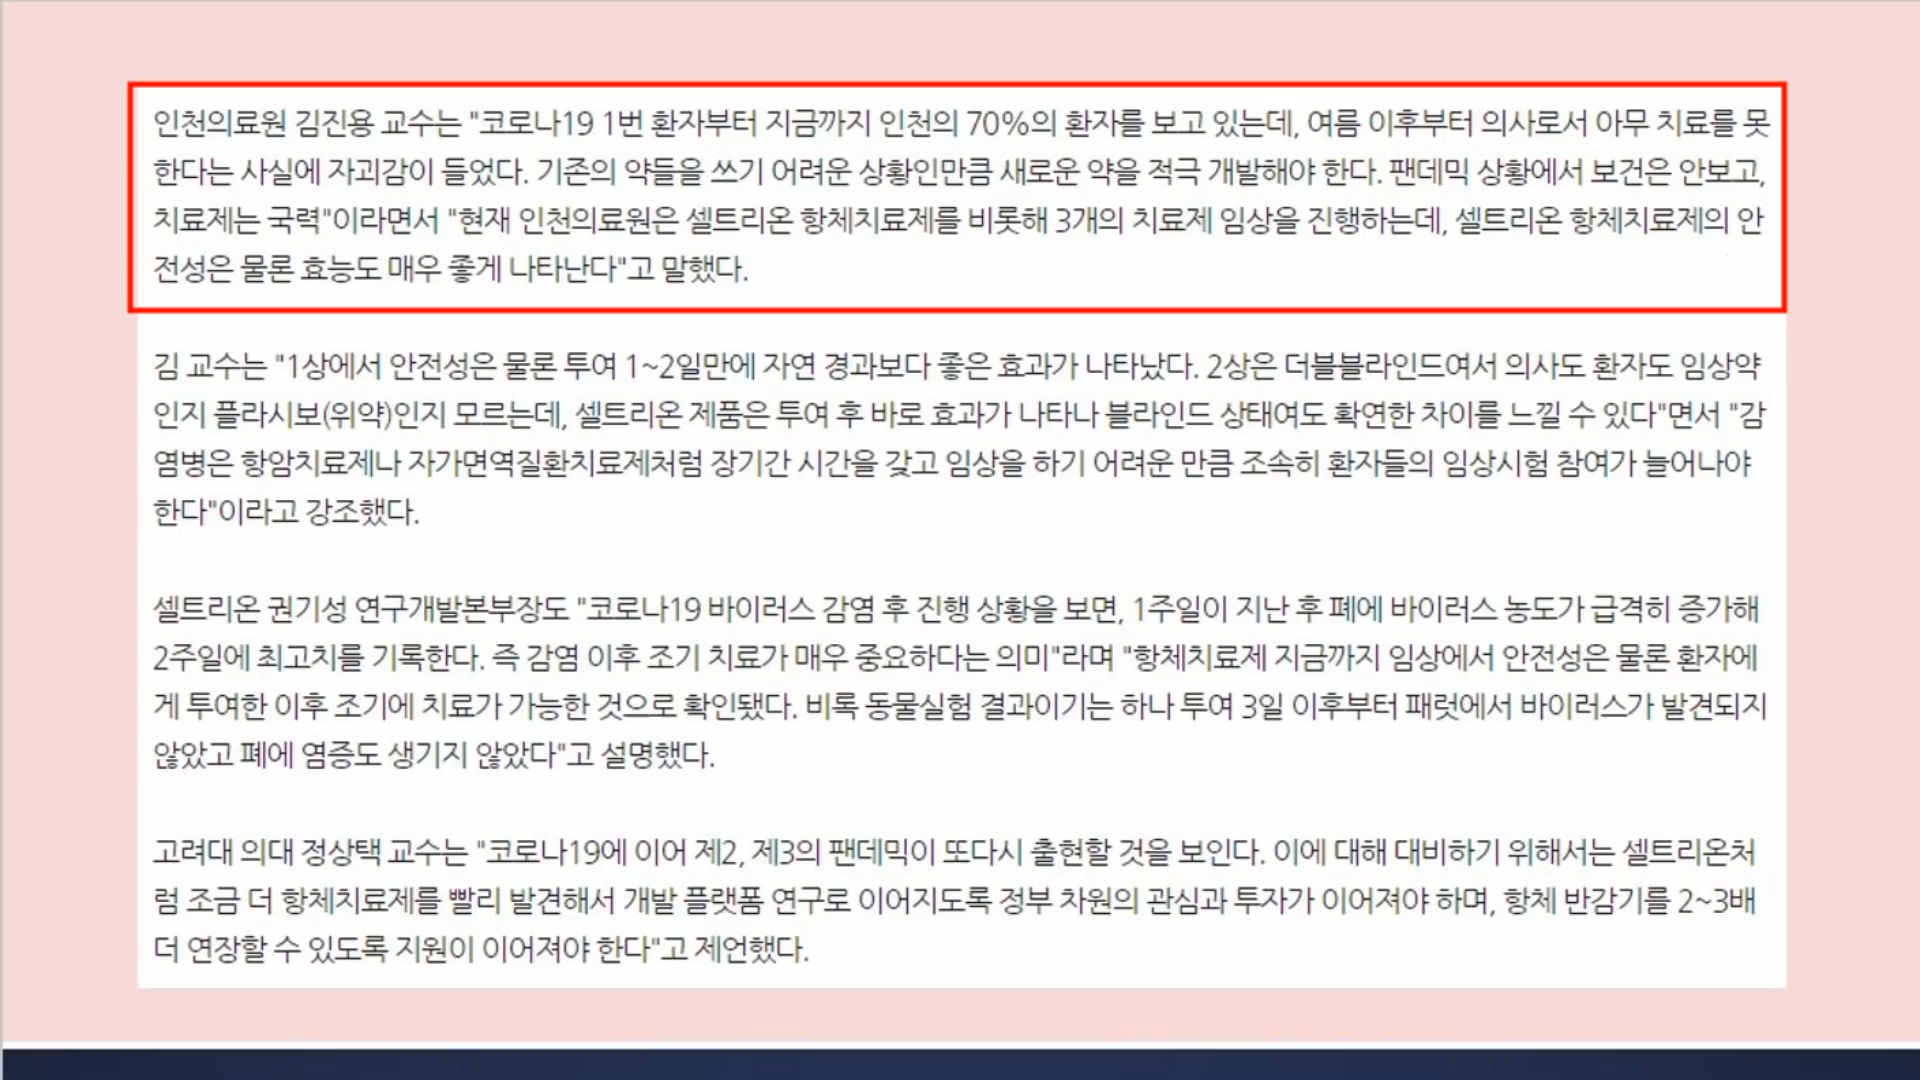 인천의료원 김진용 교수는 "코로나19 1번 환자부터 지금까지 인천의 70%의 환자를 보고 있는데, 여름 이후부터 의사로서 아무 치료를 못
한다는 사실에 자괴감이 들었다. 기존의 약들을 쓰기 어려운 상황인만큼 새로운 약을 적극 개발해야 한다. 팬데믹 상황에서 보건은 안보고,
치료제는 국력"이라면서 "현재 인천의료원은 셀트리온 항체치료제를 비롯해 3개의 치료제 임상을 진행하는데, 셀트리온 항체치료제의 안
전성은 물론 효능도 매우 좋게 나타난다"고 말했다.
김 교수는 "1상에서 안전성은 물론 투여 1~2일만에 자연 경과보다 좋은 효과가 나타났다. 2상은 더블블라인드여서 의사도 환자도 임상약
인지 플라시보(위약)인지 모르는데, 셀트리온 제품은 투여 후 바로 효과가 나타나 블라인드 상태여도 확연한 차이를 느낄 수 있다"면서 "감
염병은 항암치료제나 자가면역질환치료제처럼 장기간 시간을 갖고 임상을 하기 어려운 만큼 조속히 환자들의 임상시험 참여가 늘어나야
한다"이라고 강조했다.
셀트리온 권기성 연구개발본부장도 "코로나19 바이러스 감염 후 진행 상황을 보면, 1주일이 지난 후 폐에 바이러스 농도가 급격히 증가해
2주일에 최고치를 기록한다. 즉 감염 이후 조기 치료가 매우 중요하다는 의미"라며 "항체치료제 지금까지 임상에서 안전성은 물론 환자에
게 투여한 이후 조기에 치료가 가능한 것으로 확인됐다. 비록 동물실험 결과이기는 하나 투여 3일 이후부터 패럿에서 바이러스가 발견되지
않았고 폐에 염증도 생기지 않았다"고 설명했다.
고려대 의대 정상택 교수는 "코로나19에 이어 제2, 제3의 팬데믹이 또다시 출현할 것을 보인다. 이에 대해 대비하기 위해서는 셀트리온처
럼 조금 더 항체치료제를 빨리 발견해서 개발 플랫폼 연구로 이어지도록 정부 차원의 관심과 투자가 이어져야 하며, 항체 반감기를 2~3배
더 연장할 수 있도록 지원이 이어져야 한다"고 제언했다.